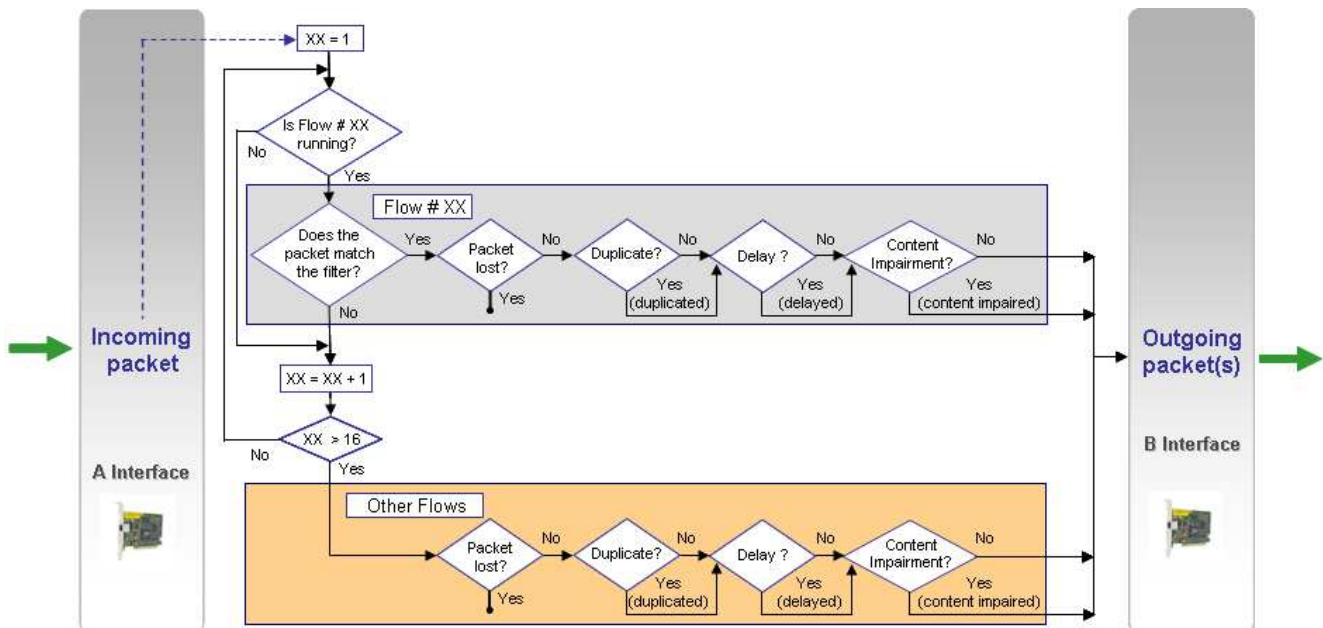 XX = 1
Is Flow # XX
running?
No
Yes
Flow # XX
Does the
packet match
the filter?
Yes
Packet
lost?
No
Duplicate?
No
Delay ?
No
Content
Impairment?
No
Yes
Yes
(duplicated)
Yes
(delayed)
Yes
(content impaired)
No
Incoming
packet
Outgoing
packet(s)
XX = XX + 1
XX > 16
No
Yes
A Interface
B Interface
Other Flows
Packet
lost?
No
Duplicate?
No
Delay ?
No
Content
Impairment?
No
Yes
Yes
(duplicated)
Yes
(delayed)
Yes
(content impaired)